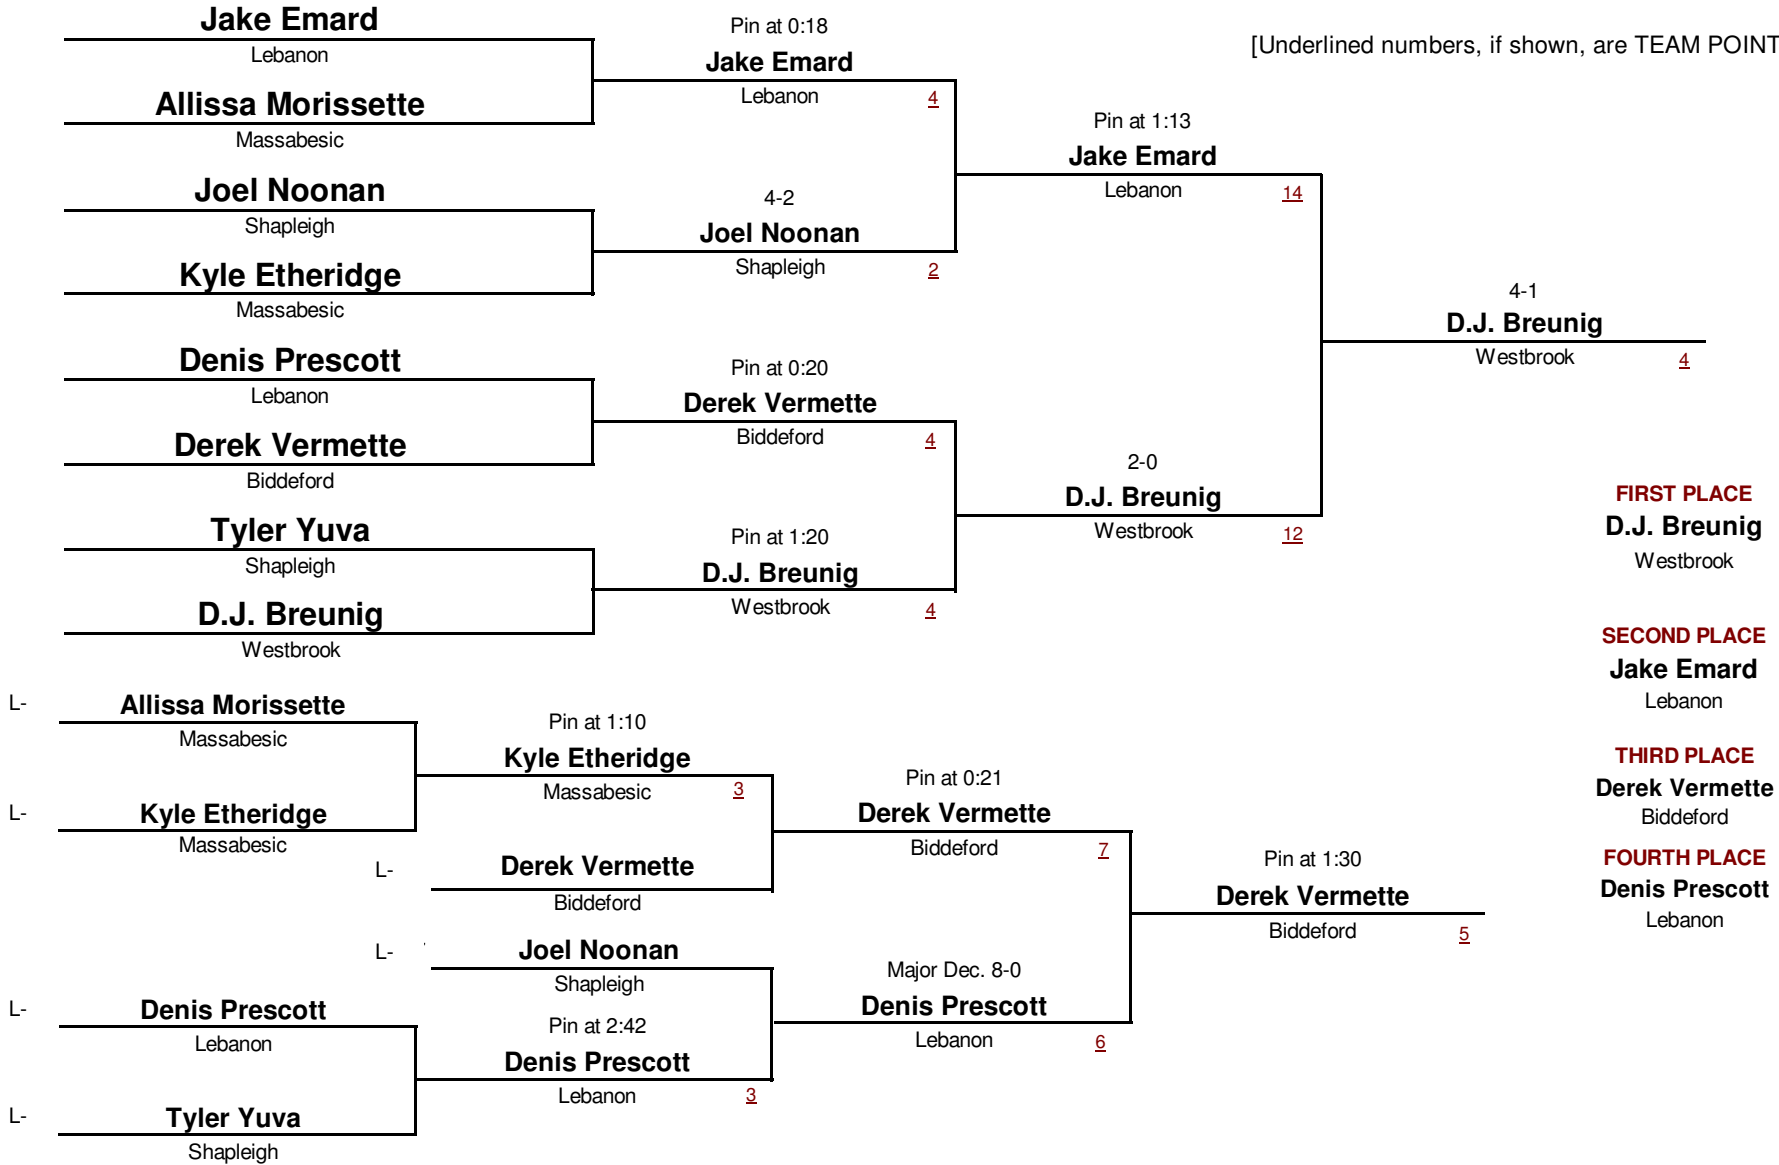 Jake Emard
Lebanon
Allissa Morissette
Massabesic
Joel Noonan
Shapleigh
Kyle Etheridge
Massabesic
Denis Prescott
Lebanon
Derek Vermette
Biddeford
Tyler Yuva
Shapleigh
D.J. Breunig
Westbrook
Pin at 0:18
Jake Emard
Lebanon 4
4-2
Joel Noonan
Shapleigh 2
Pin at 0:20
Derek Vermette
Biddeford 4
Pin at 1:20
D.J. Breunig
Westbrook 4
Pin at 1:13
Jake Emard
Lebanon 14
2-0
D.J. Breunig
Westbrook 12
[Underlined numbers, if shown, are TEAM POINT
4-1
D.J. Breunig
Westbrook 4
L- Allissa Morissette
Massabesic
L- Kyle Etheridge
Massabesic
Pin at 1:10
Kyle Etheridge
Massabesic 3
L- Derek Vermette
Biddeford
L- Joel Noonan
Shapleigh
L- Denis Prescott
Lebanon
L- Tyler Yuva
Shapleigh
Pin at 2:42
Denis Prescott
Lebanon 3
Pin at 0:21
Derek Vermette
Biddeford 7
Major Dec. 8-0
Denis Prescott
Lebanon 6
Pin at 1:30
Derek Vermette
Biddeford 5
FIRST PLACE
D.J. Breunig
Westbrook
SECOND PLACE
Jake Emard
Lebanon
THIRD PLACE
Derek Vermette
Biddeford
FOURTH PLACE
Denis Prescott
Lebanon